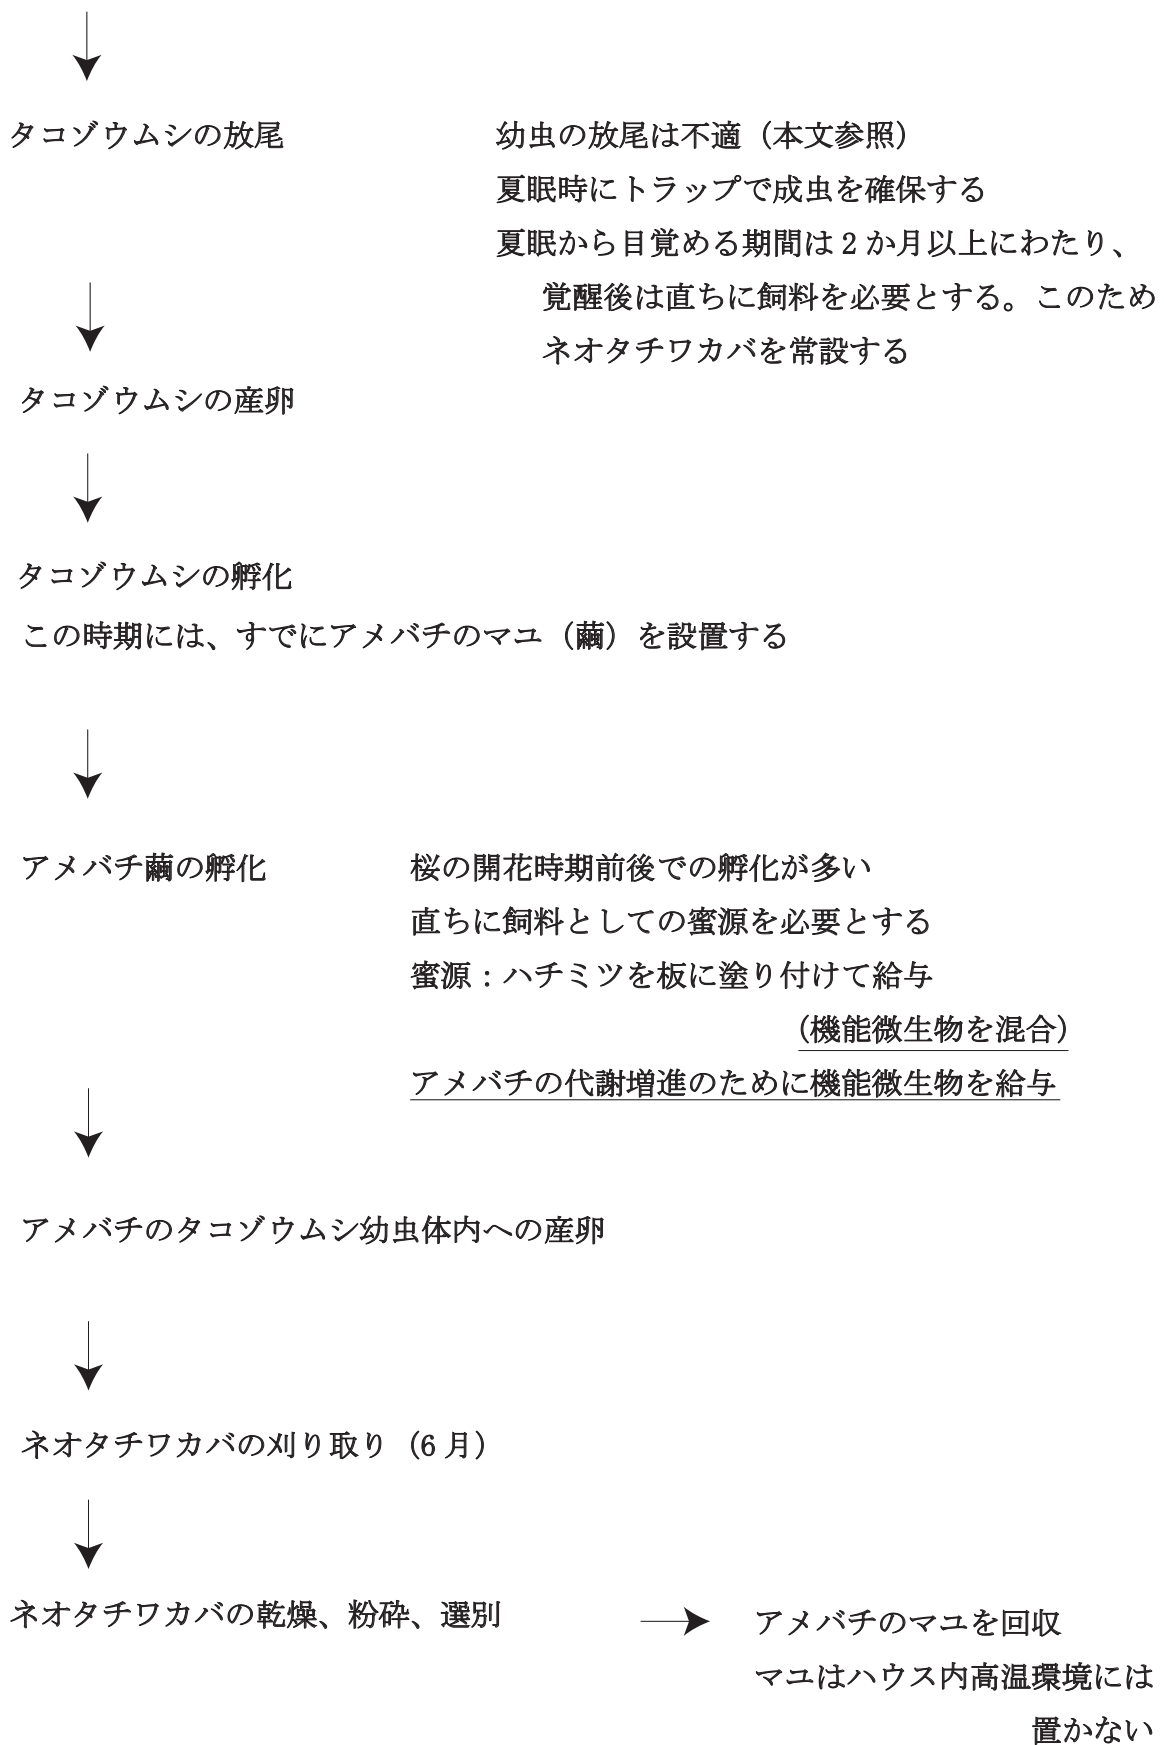 タコゾウムシの放尾
幼虫の放尾は不適（本文参照）
夏眠時にトラップで成虫を確保する
夏眠から目覚める期間は２か月以上にわたり、
覚醒後は直ちに飼料を必要とする。このため
ネオタチワカバを常設する
タコゾウムシの産卵
タコゾウムシの孵化
この時期には、すでにアメバチのマユ（繭）を設置する
アメバチ繭の孵化
桜の開花時期前後での孵化が多い
直ちに飼料としての蜜源を必要とする
蜜源：ハチミツを板に塗り付けて給与
（機能微生物を混合）
アメバチの代謝増進のために機能微生物を給与
アメバチのタコゾウムシ幼虫体内への産卵
ネオタチワカバの刈り取り（6 月）
ネオタチワカバの乾燥、粉砕、選別
アメバチのマユを回収
マユはハウス内高温環境には
置かない